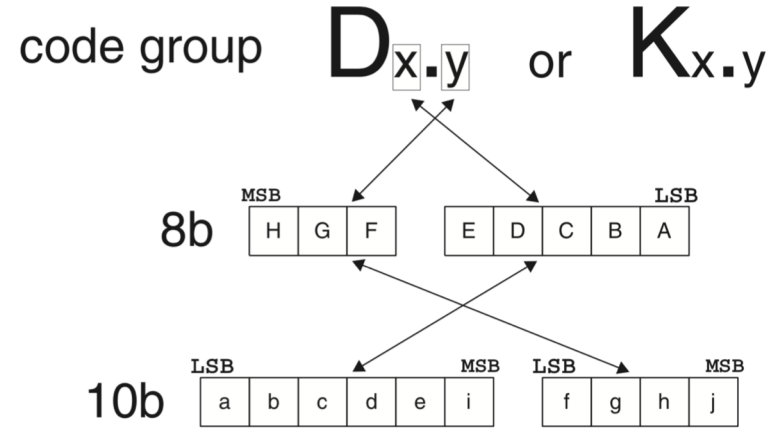 code group Dx.y or Kx.y
MSB LSB
8b H G F E D C B A
LSB MSB LSB MSB
10b a b c d e i f g h j